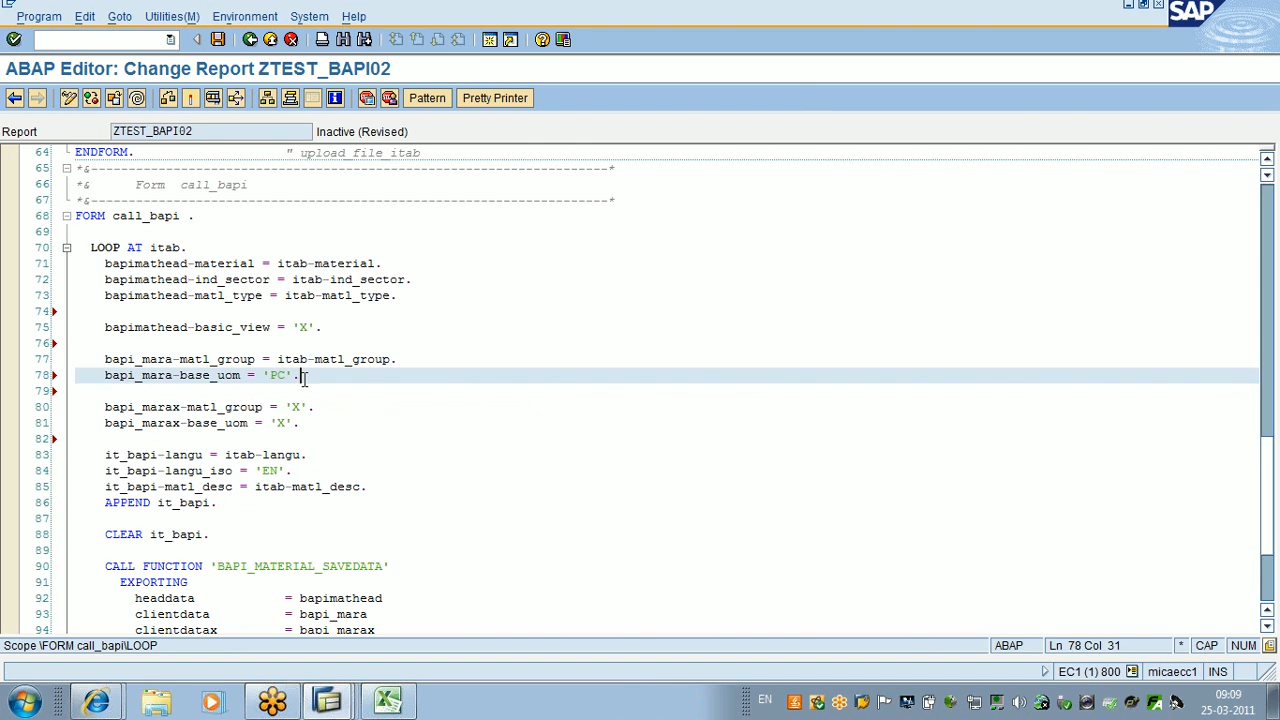 Program Edit Goto Utilities(M) Environment System Help
SAP
ABAP Editor: Change Report ZTEST_BAPI02
Pattern Pretty Printer
Report ZTEST_BAPI02 Inactive (Revised)
64 ENDFORM. " upload_file_itab
65 *&---------------------------------------------------------------------*
66 *& Form call_bapi
67 *&---------------------------------------------------------------------*
68 FORM call_bapi .
69
70 LOOP AT itab.
71 bapimathead-material = itab-material.
72 bapimathead-ind_sector = itab-ind_sector.
73 bapimathead-matl_type = itab-matl_type.
74
75 bapimathead-basic_view = 'X'.
76
77 bapi_mara-matl_group = itab-matl_group.
78 bapi_mara-base_uom = 'PC'.
79
80 bapi_marax-matl_group = 'X'.
81 bapi_marax-base_uom = 'X'.
82
83 it_bapi-langu = itab-langu.
84 it_bapi-langu_iso = 'EN'.
85 it_bapi-matl_desc = itab-matl_desc.
86 APPEND it_bapi.
87
88 CLEAR it_bapi.
89
90 CALL FUNCTION 'BAPI_MATERIAL_SAVEDATA'
91 EXPORTING
92 headdata = bapimathead
93 clientdata = bapi_mara
94 clientdatax = bapi_marax
Scope \FORM call_bapi\LOOP ABAP Ln 78 Col 31 * CAP NUM
EC1 (1) 800 micaecc1 INS
EN 09:09
25-03-2011